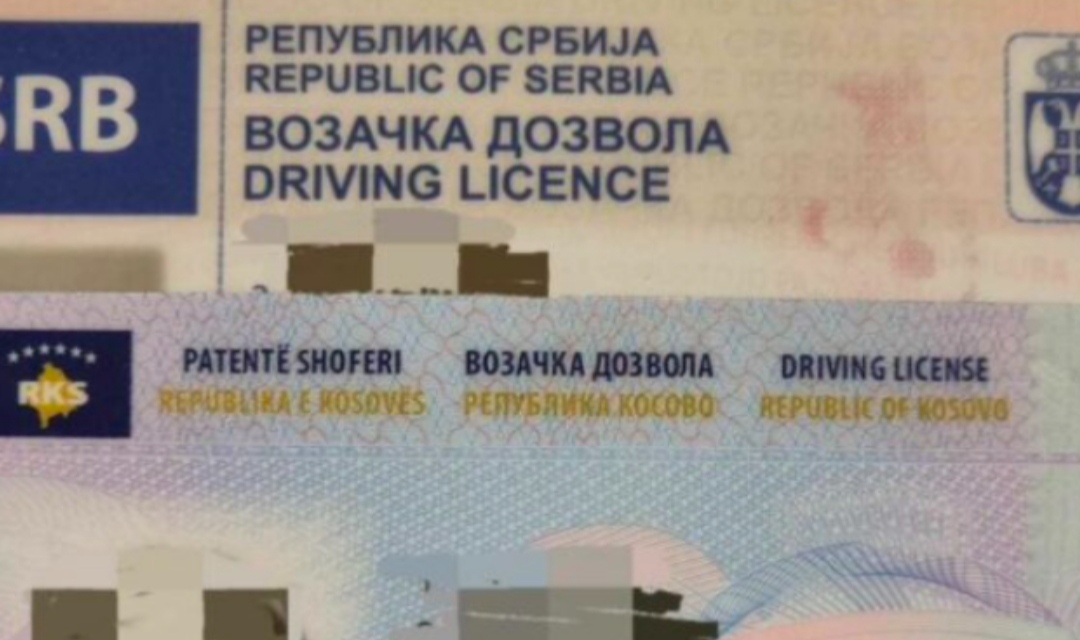 SRB
РЕПУБЛИКА СРБИЈА
REPUBLIC OF SERBIA
ВОЗАЧКА ДОЗВОЛА
DRIVING LICENCE
RKS
PATENTË SHOFERI ВОЗАЧКА ДОЗВОЛА DRIVING LICENSE
REPUBLIKA E KOSOVËS РЕПУБЛИКА КОСОВО REPUBLIC OF KOSOVO